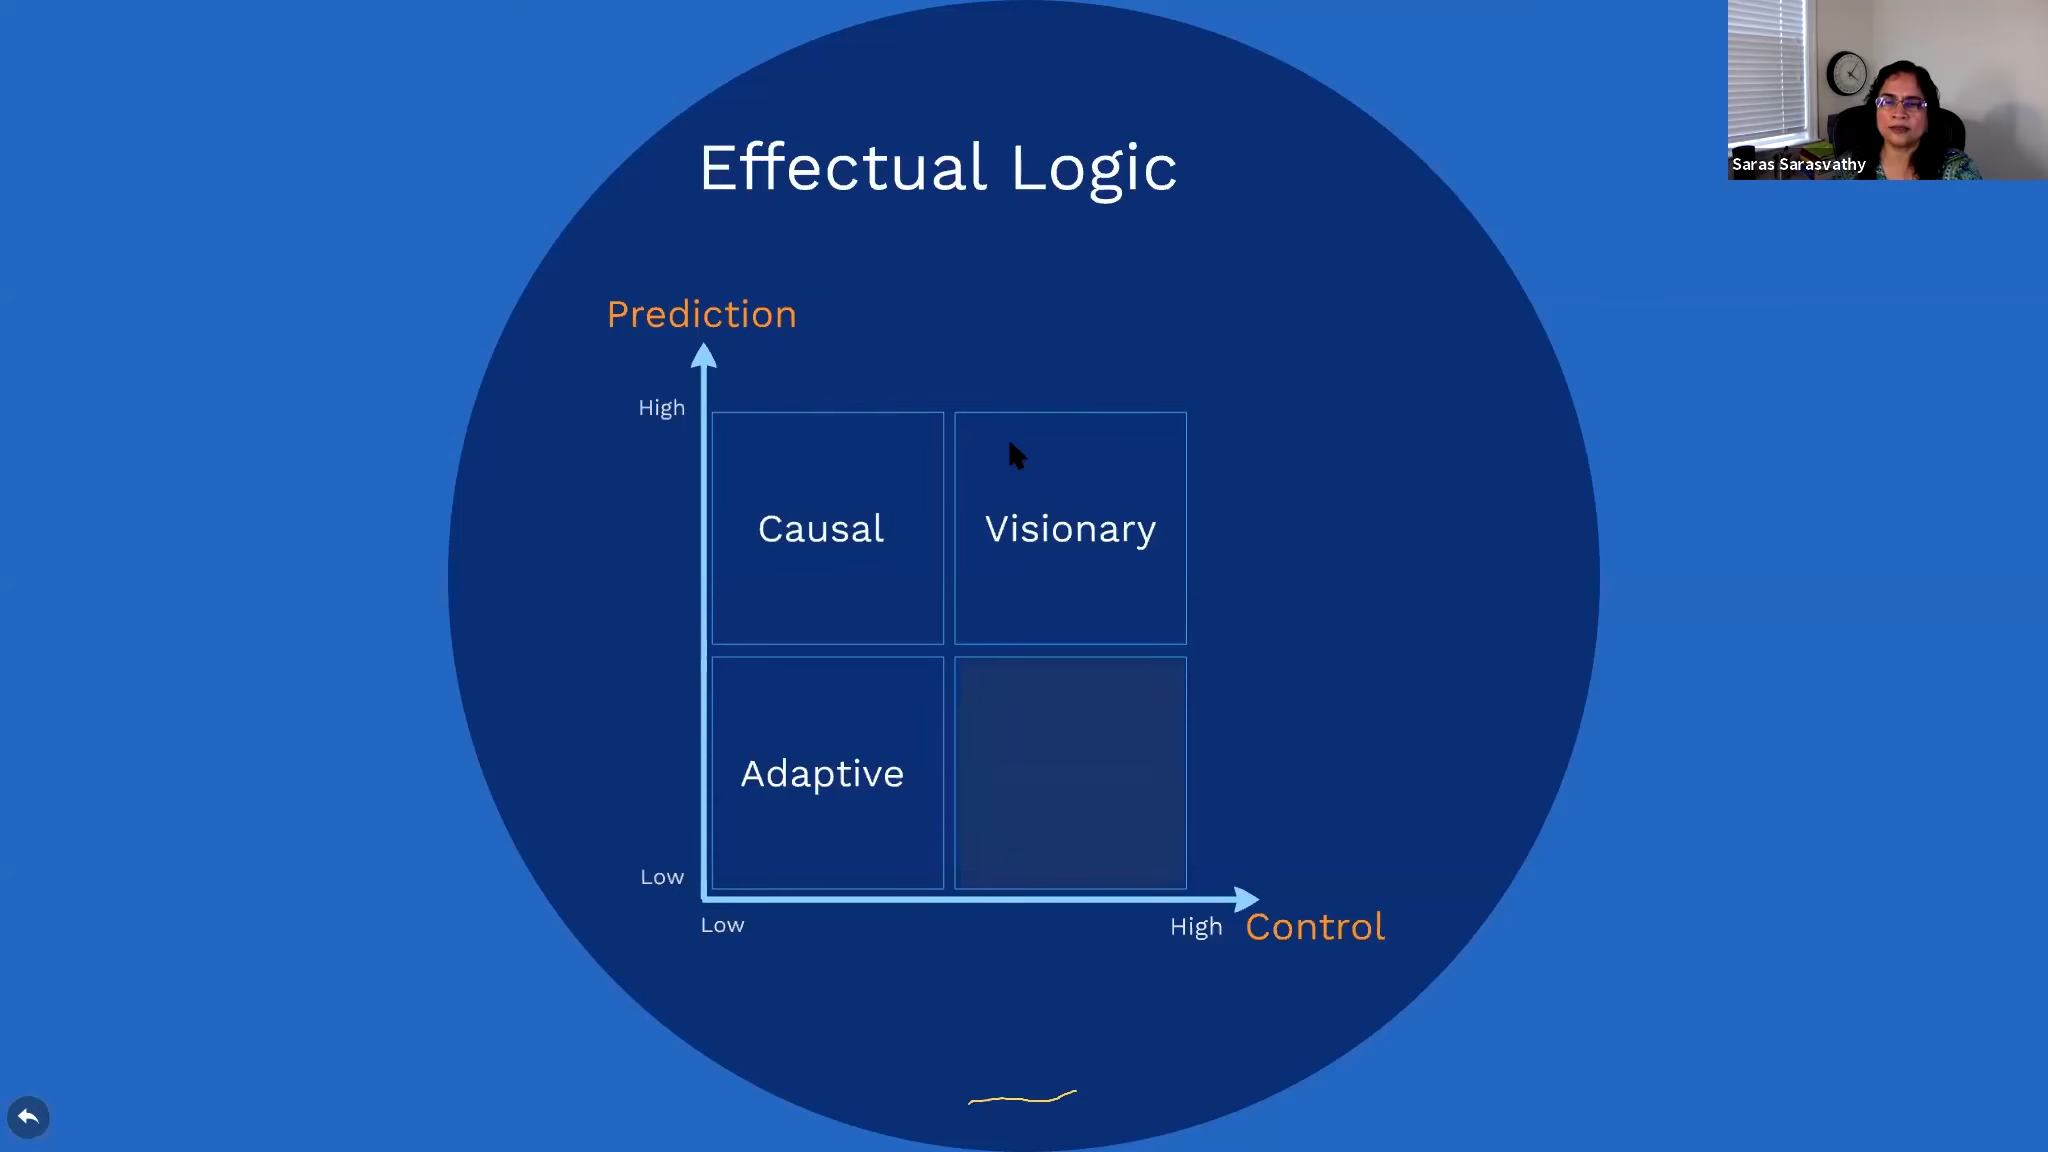 Effectual Logic
Saras Sarasvathy
Prediction
High
Causal
Visionary
Adaptive
Low
Low
High
Control